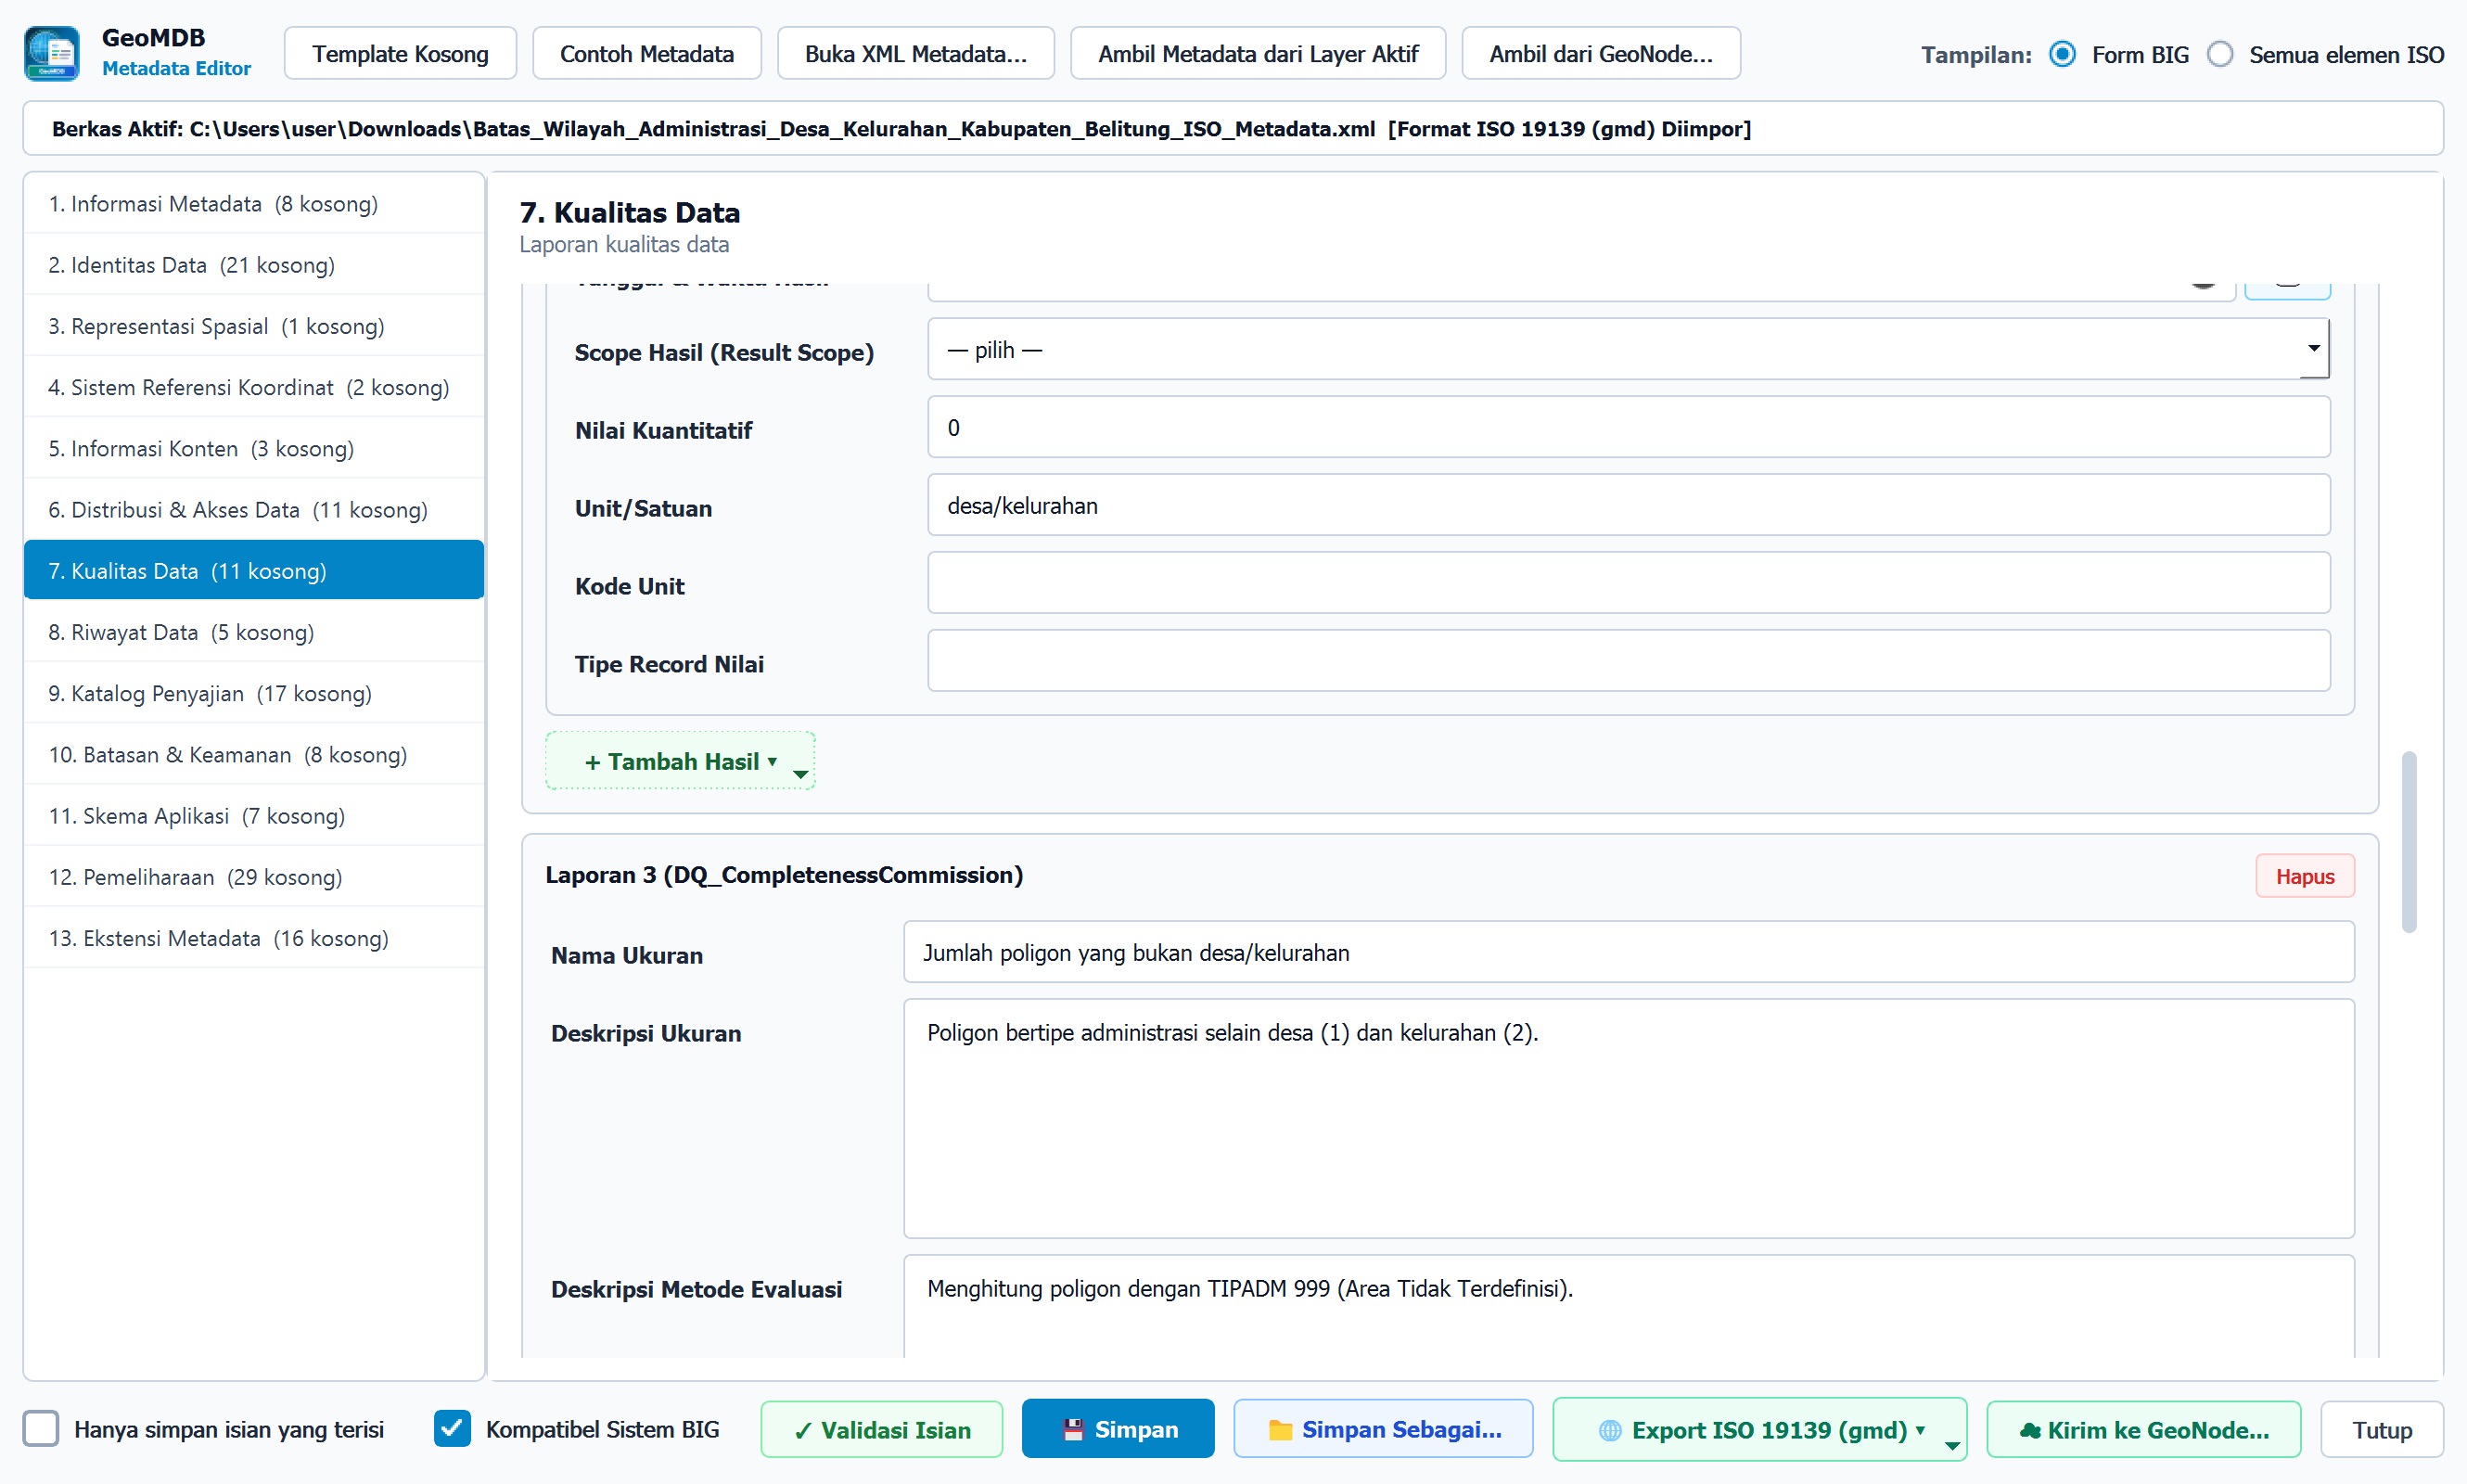 GeoMDB
Metadata Editor
Template Kosong
Contoh Metadata
Buka XML Metadata...
Ambil Metadata dari Layer Aktif
Ambil dari GeoNode...
Tampilan:
Form BIG
Semua elemen ISO
Berkas Aktif: C:\Users\user\Downloads\Batas_Wilayah_Administrasi_Desa_Kelurahan_Kabupaten_Belitung_ISO_Metadata.xml [Format ISO 19139 (gmd) Diimpor]
1. Informasi Metadata (8 kosong)
2. Identitas Data (21 kosong)
3. Representasi Spasial (1 kosong)
4. Sistem Referensi Koordinat (2 kosong)
5. Informasi Konten (3 kosong)
6. Distribusi & Akses Data (11 kosong)
7. Kualitas Data (11 kosong)
8. Riwayat Data (5 kosong)
9. Katalog Penyajian (17 kosong)
10. Batasan & Keamanan (8 kosong)
11. Skema Aplikasi (7 kosong)
12. Pemeliharaan (29 kosong)
13. Ekstensi Metadata (16 kosong)
7. Kualitas Data
Laporan kualitas data
Scope Hasil (Result Scope)
— pilih —
Nilai Kuantitatif
0
Unit/Satuan
desa/kelurahan
Kode Unit
Tipe Record Nilai
+ Tambah Hasil ▾
Laporan 3 (DQ_CompletenessCommission)
Hapus
Nama Ukuran
Jumlah poligon yang bukan desa/kelurahan
Deskripsi Ukuran
Poligon bertipe administrasi selain desa (1) dan kelurahan (2).
Deskripsi Metode Evaluasi
Menghitung poligon dengan TIPADM 999 (Area Tidak Terdefinisi).
Hanya simpan isian yang terisi
Kompatibel Sistem BIG
✓ Validasi Isian
Simpan
Simpan Sebagai...
Export ISO 19139 (gmd) ▾
Kirim ke GeoNode...
Tutup